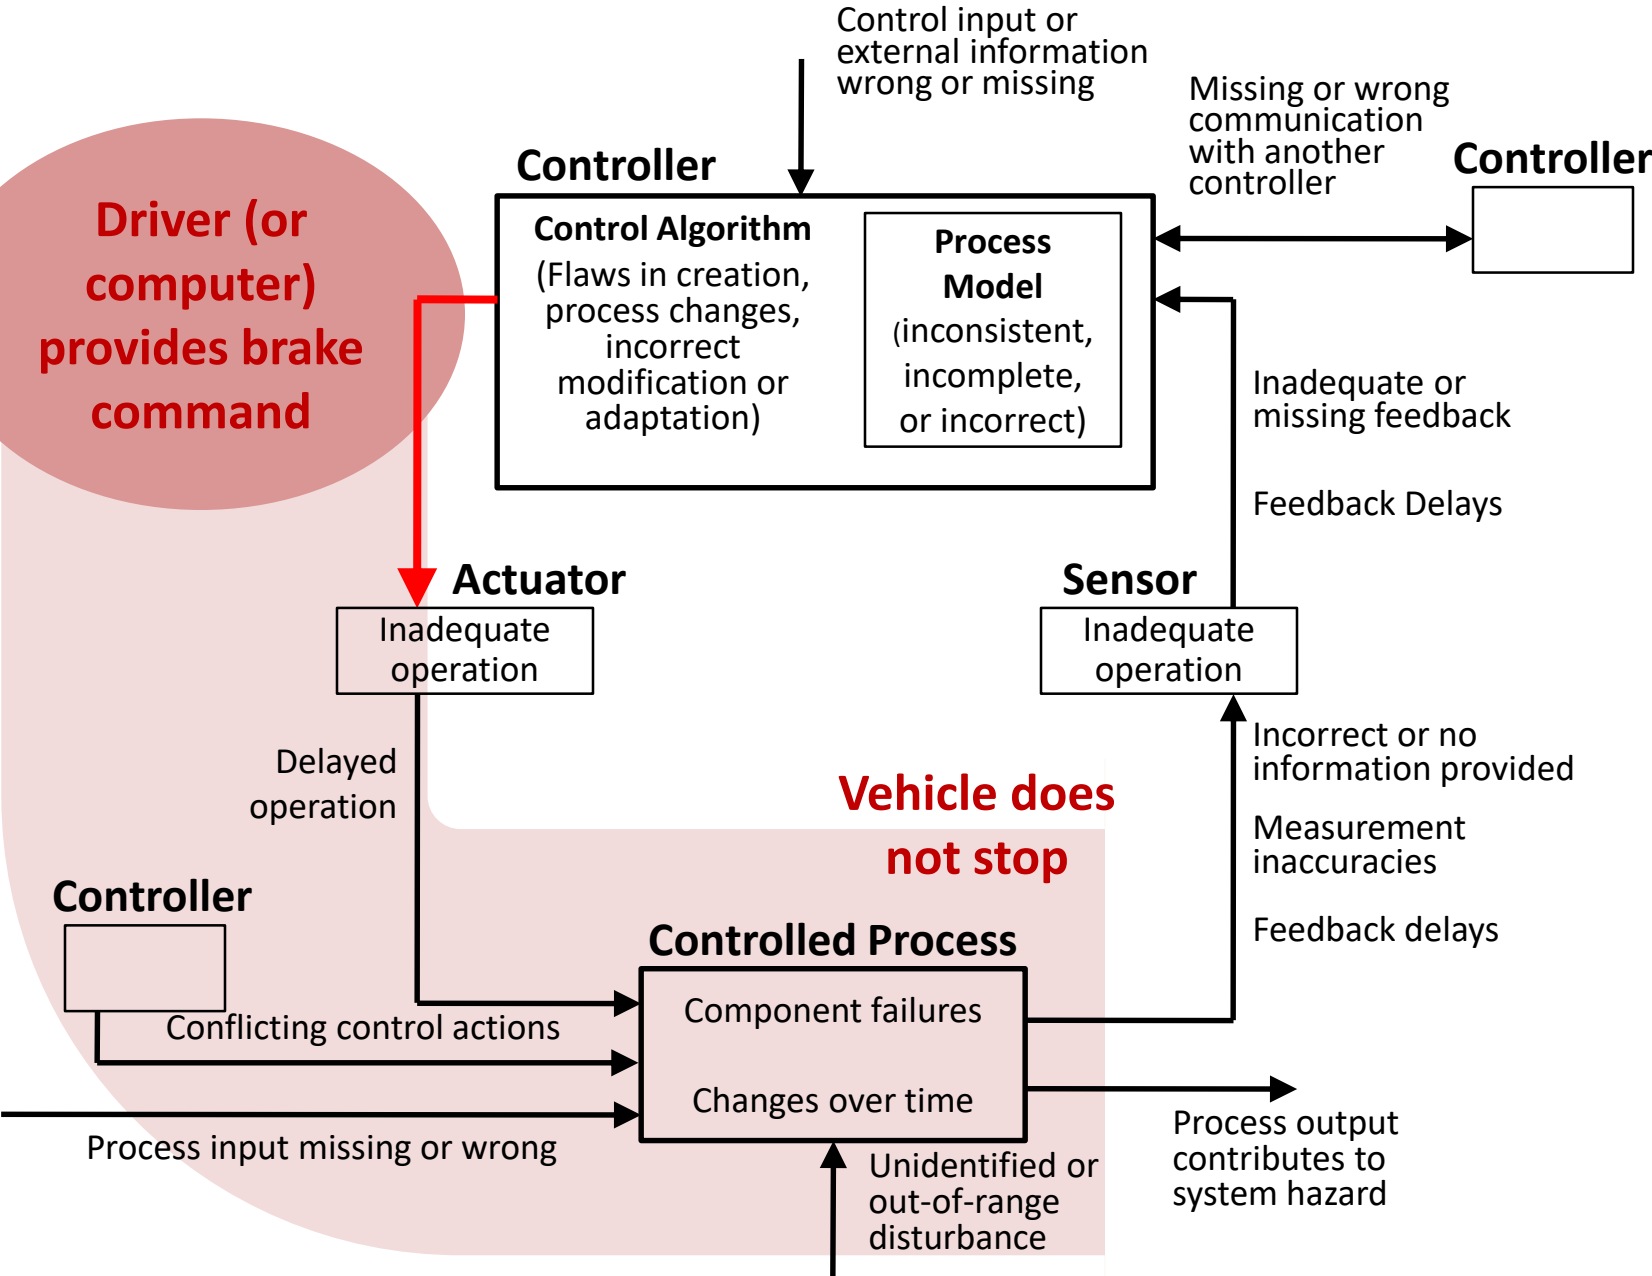 Control input or
external information
wrong or missing
Missing or wrong
communication
with another
controller
Controller
Controller
Driver (or
computer)
provides brake
command
Control Algorithm
(Flaws in creation,
process changes,
incorrect
modification or
adaptation)
Process
Model
(inconsistent,
incomplete,
or incorrect)
Inadequate or
missing feedback
Feedback Delays
Actuator
Inadequate
operation
Sensor
Inadequate
operation
Delayed
operation
Incorrect or no
information provided
Measurement
inaccuracies
Feedback delays
Vehicle does
not stop
Controller
Controlled Process
Component failures
Changes over time
Conflicting control actions
Process input missing or wrong
Unidentified or
out-of-range
disturbance
Process output
contributes to
system hazard